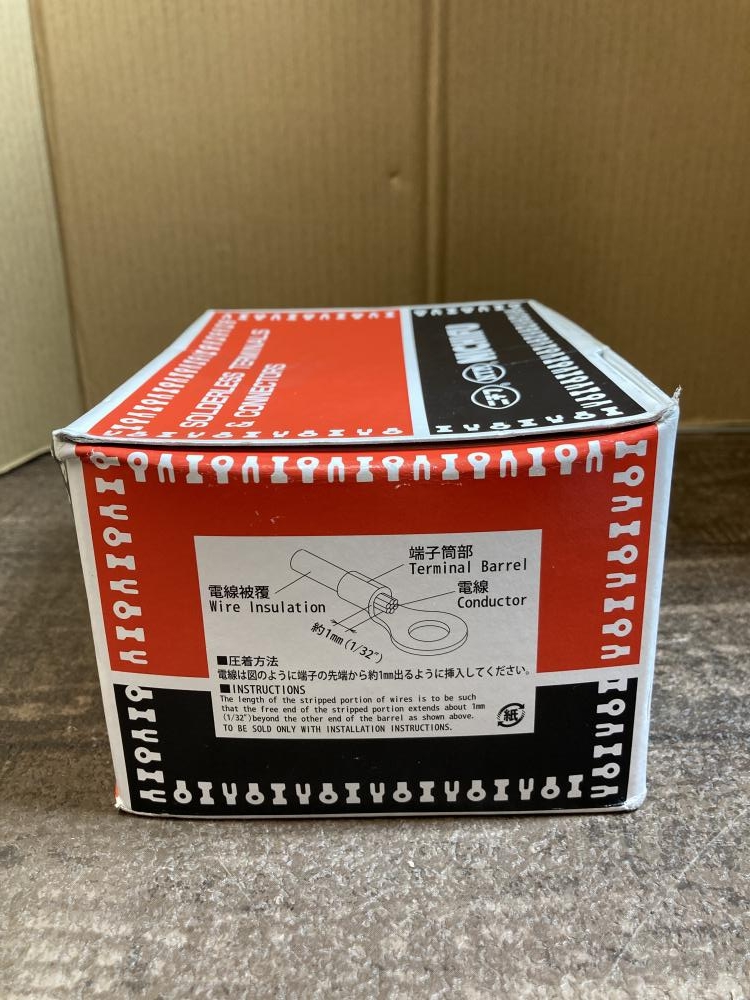 SOLDERLESS TERMINALS
& CONNECTORS
NICHIFU
ニチフ
端子筒部
Terminal Barrel
電線被覆
Wire Insulation
電線
Conductor
約1mm(1/32")
■圧着方法
電線は図のように端子の先端から約1mm出るように挿入してください。
■INSTRUCTIONS
The length of the stripped portion of wires is to be such
that the free end of the stripped portion extends about 1mm
(1/32")beyond the other end of the barrel as shown above.
TO BE SOLD ONLY WITH INSTALLATION INSTRUCTIONS.
紙